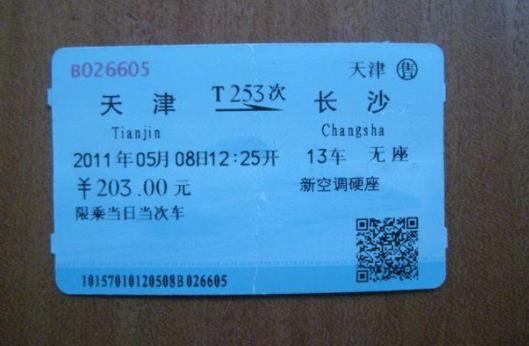 B026605 天津 售
天津 T253次 长沙
Tianjin Changsha
2011年05月08日12:25开 13车 无座
￥203.00元 新空调硬座
限乘当日当次车
10157010120508B026605